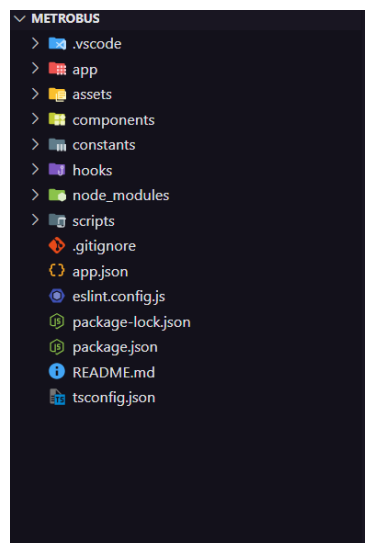 METROBUS
.vscode
app
assets
components
constants
hooks
node_modules
scripts
.gitignore
app.json
eslint.config.js
package-lock.json
package.json
README.md
tsconfig.json